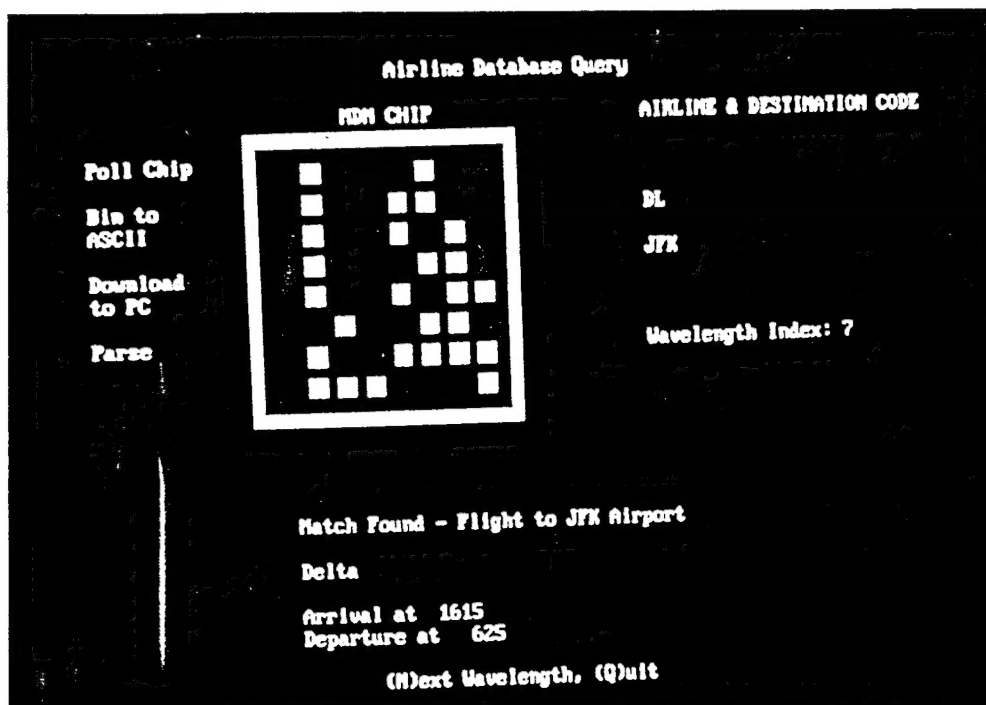 Airline Database Query
MDM CHIP
AIRLINE & DESTINATION CODE
Poll Chip
Bin to
ASCII
Download
to PC
Parse
DL
JFK
Wavelength Index: 7
Match Found - Flight to JFK Airport
Delta
Arrival at 1615
Departure at 625
(N)ext Wavelength, (Q)uit